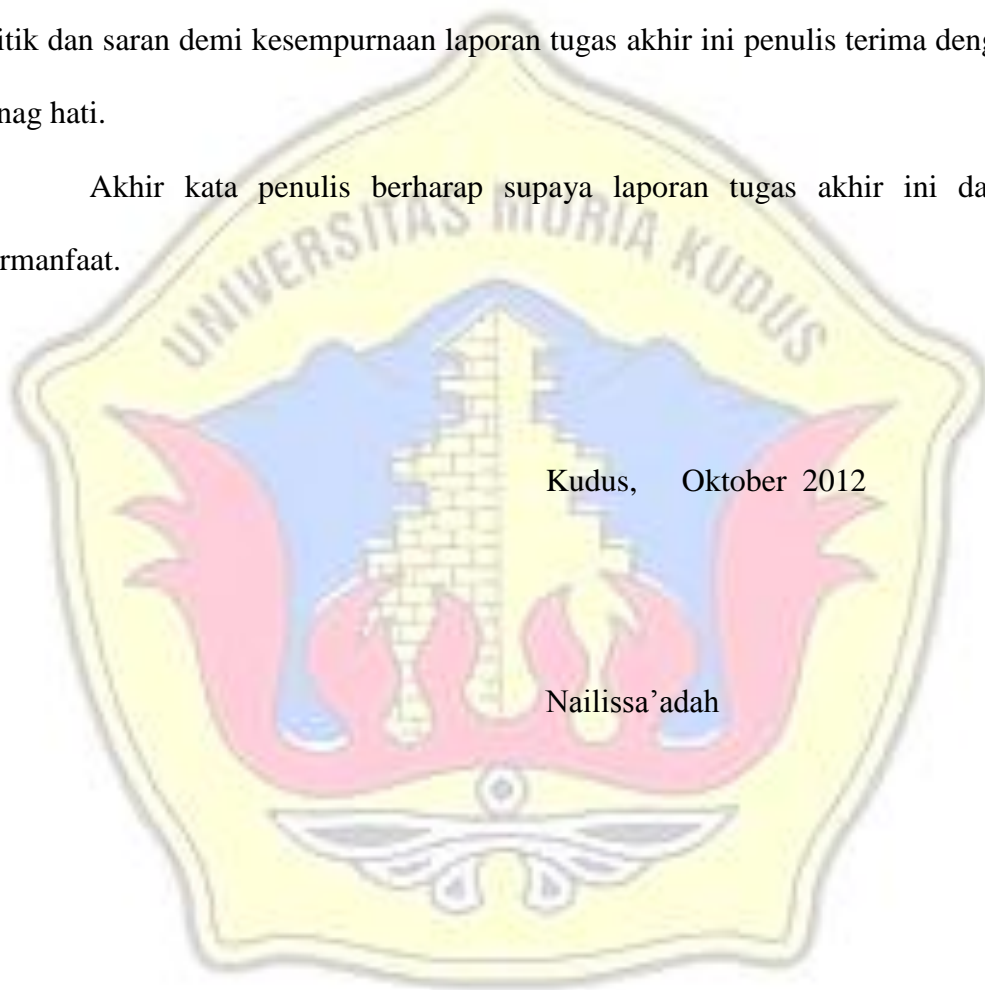 itik dan saran demi kesempurnaan laporan tugas akhir ini penulis terima deng
nag hati.
Akhir kata penulis berharap supaya laporan tugas akhir ini da
rmanfaat.
UNIVERSITAS MURIA KUDUS
Kudus, Oktober 2012
Nailissa’adah